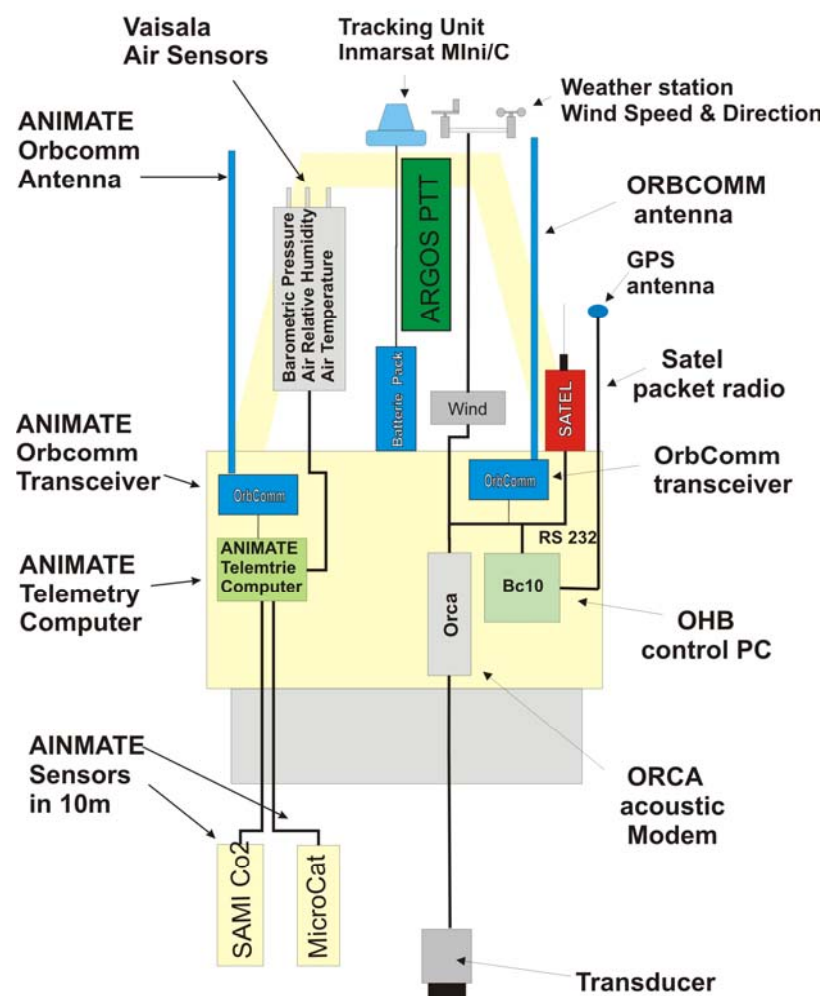 Vaisala
Air Sensors
Tracking Unit
Inmarsat MIni/C
Weather station
Wind Speed & Direction
ANIMATE
Orbcomm
Antenna
ORBCOMM
antenna
GPS
antenna
Barometric Pressure
Air Relative Humidity
Air Temperature
ARGOS PTT
Batterie Pack
Wind
SATEL
Satel
packet radio
ANIMATE
Orbcomm
Transceiver
OrbComm
OrbComm
OrbComm
transceiver
RS 232
ANIMATE
Telemtrie
Computer
ANIMATE
Telemetry
Computer
Orca
Bc10
OHB
control PC
AINMATE
Sensors
in 10m
ORCA
acoustic
Modem
SAMI Co2
MicroCat
Transducer